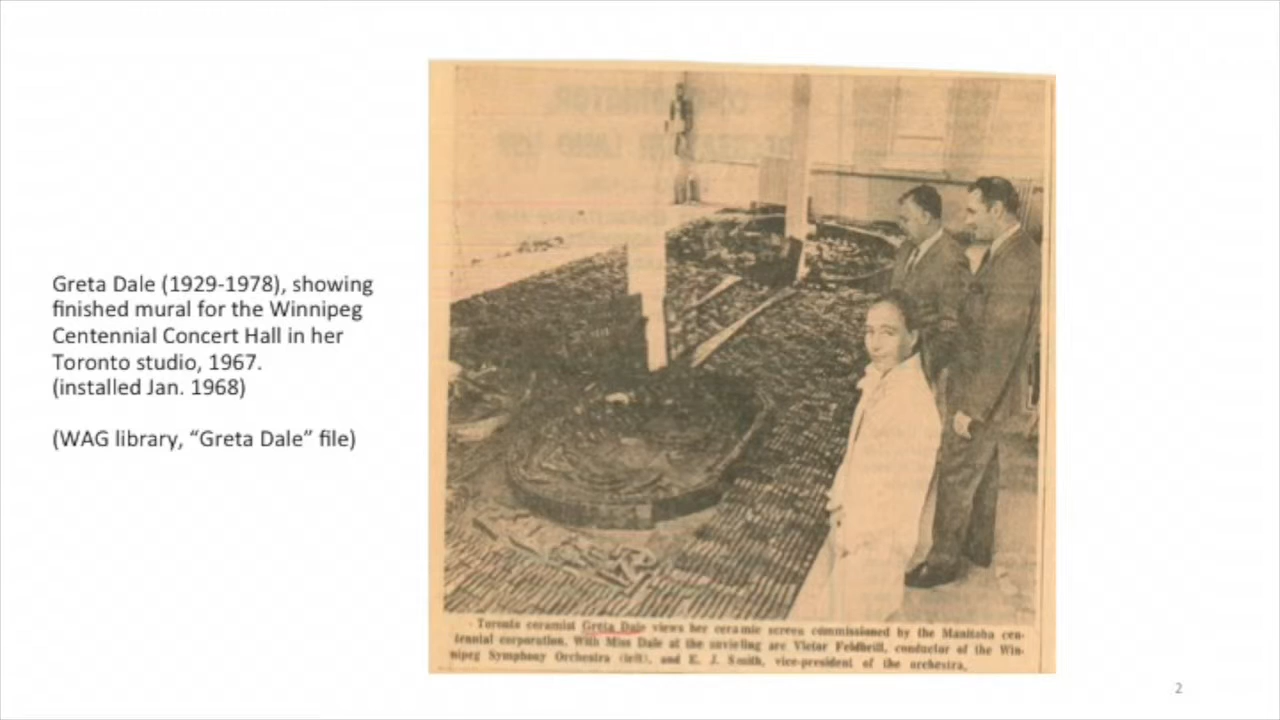 Greta Dale (1929-1978), showing
finished mural for the Winnipeg
Centennial Concert Hall in her
Toronto studio, 1967.
(installed Jan. 1968)
(WAG library, “Greta Dale” file)
Toronto ceramist Greta Dale views her ceramic screen commissioned by the Manitoba cen-
tennial corporation. With Miss Dale at the unveiling are Victor Feldbrill, conductor of the Win-
nipeg Symphony Orchestra (left), and E. J. Smith, vice-president of the orchestra.
2